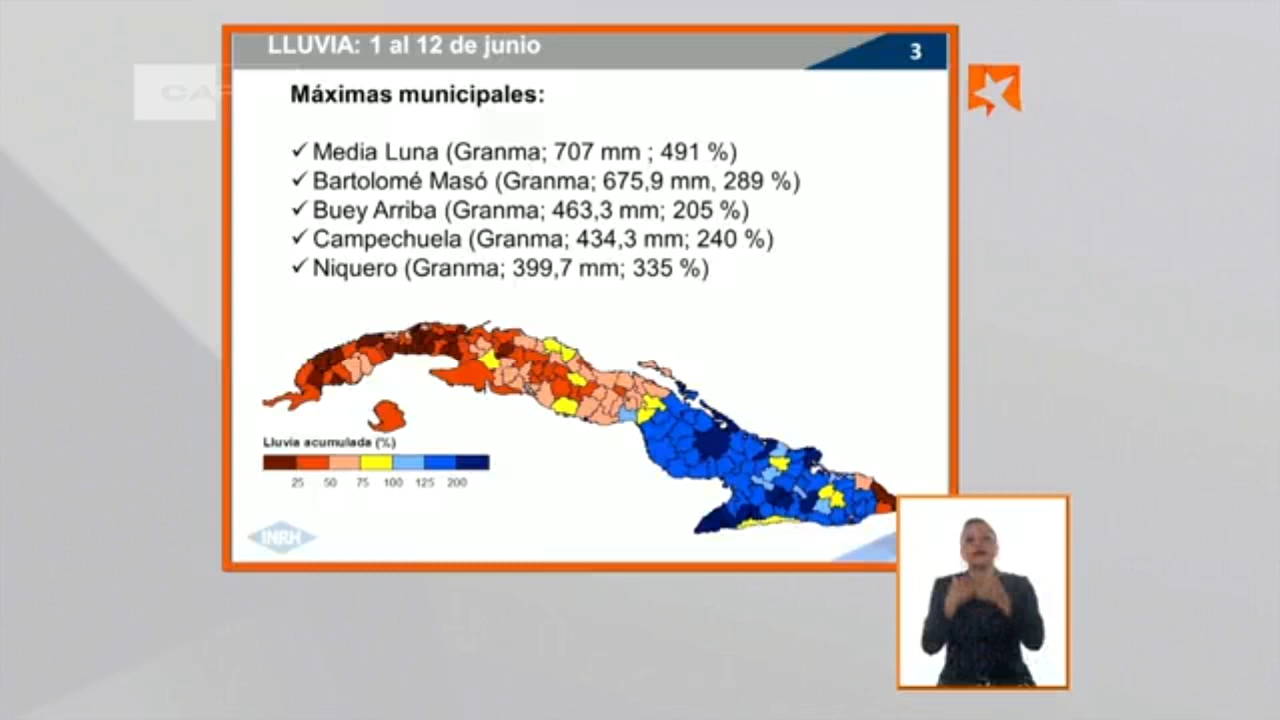 LLUVIA: 1 al 12 de junio
3
Máximas municipales:
✓ Media Luna (Granma; 707 mm ; 491 %)
✓ Bartolomé Masó (Granma; 675,9 mm, 289 %)
✓ Buey Arriba (Granma; 463,3 mm; 205 %)
✓ Campechuela (Granma; 434,3 mm; 240 %)
✓ Niquero (Granma; 399,7 mm; 335 %)
Lluvia acumulada (%)
25 50 75 100 125 200
INRH